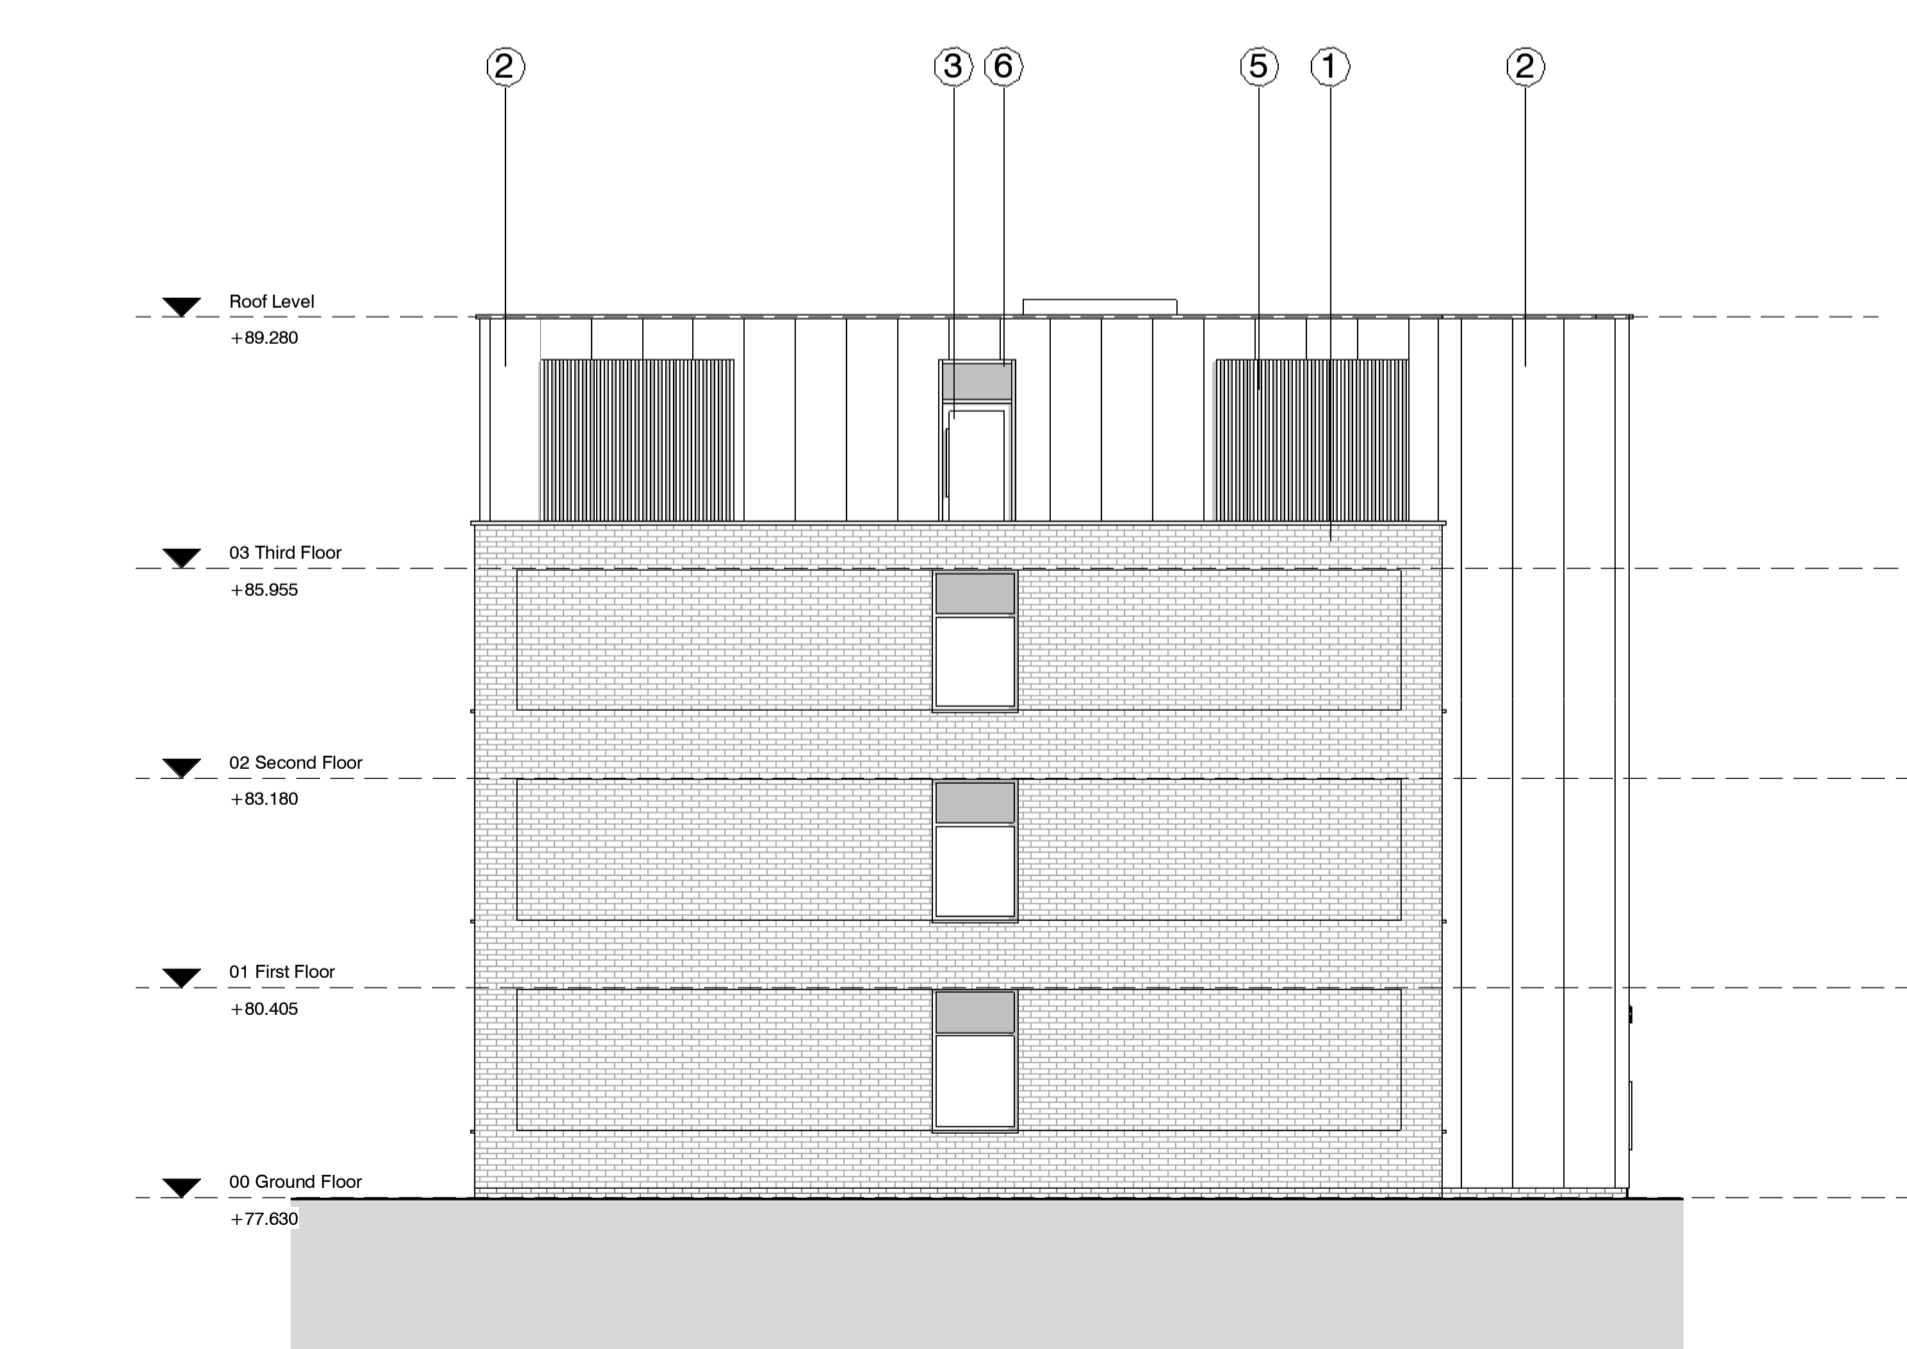 2 3 6 5 1 2
Roof Level
+89.280
03 Third Floor
+85.955
02 Second Floor
+83.180
01 First Floor
+80.405
00 Ground Floor
+77.630